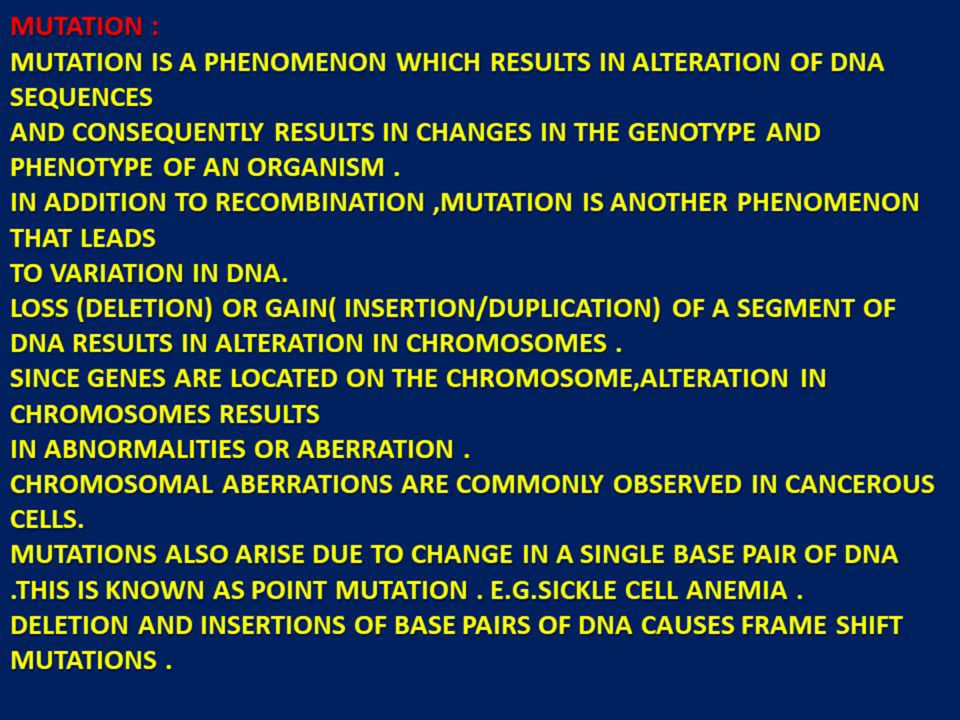 MUTATION :
MUTATION IS A PHENOMENON WHICH RESULTS IN ALTERATION OF DNA
SEQUENCES
AND CONSEQUENTLY RESULTS IN CHANGES IN THE GENOTYPE AND
PHENOTYPE OF AN ORGANISM .
IN ADDITION TO RECOMBINATION ,MUTATION IS ANOTHER PHENOMENON
THAT LEADS
TO VARIATION IN DNA.
LOSS (DELETION) OR GAIN( INSERTION/DUPLICATION) OF A SEGMENT OF
DNA RESULTS IN ALTERATION IN CHROMOSOMES .
SINCE GENES ARE LOCATED ON THE CHROMOSOME,ALTERATION IN
CHROMOSOMES RESULTS
IN ABNORMALITIES OR ABERRATION .
CHROMOSOMAL ABERRATIONS ARE COMMONLY OBSERVED IN CANCEROUS
CELLS.
MUTATIONS ALSO ARISE DUE TO CHANGE IN A SINGLE BASE PAIR OF DNA
.THIS IS KNOWN AS POINT MUTATION . E.G.SICKLE CELL ANEMIA .
DELETION AND INSERTIONS OF BASE PAIRS OF DNA CAUSES FRAME SHIFT
MUTATIONS .